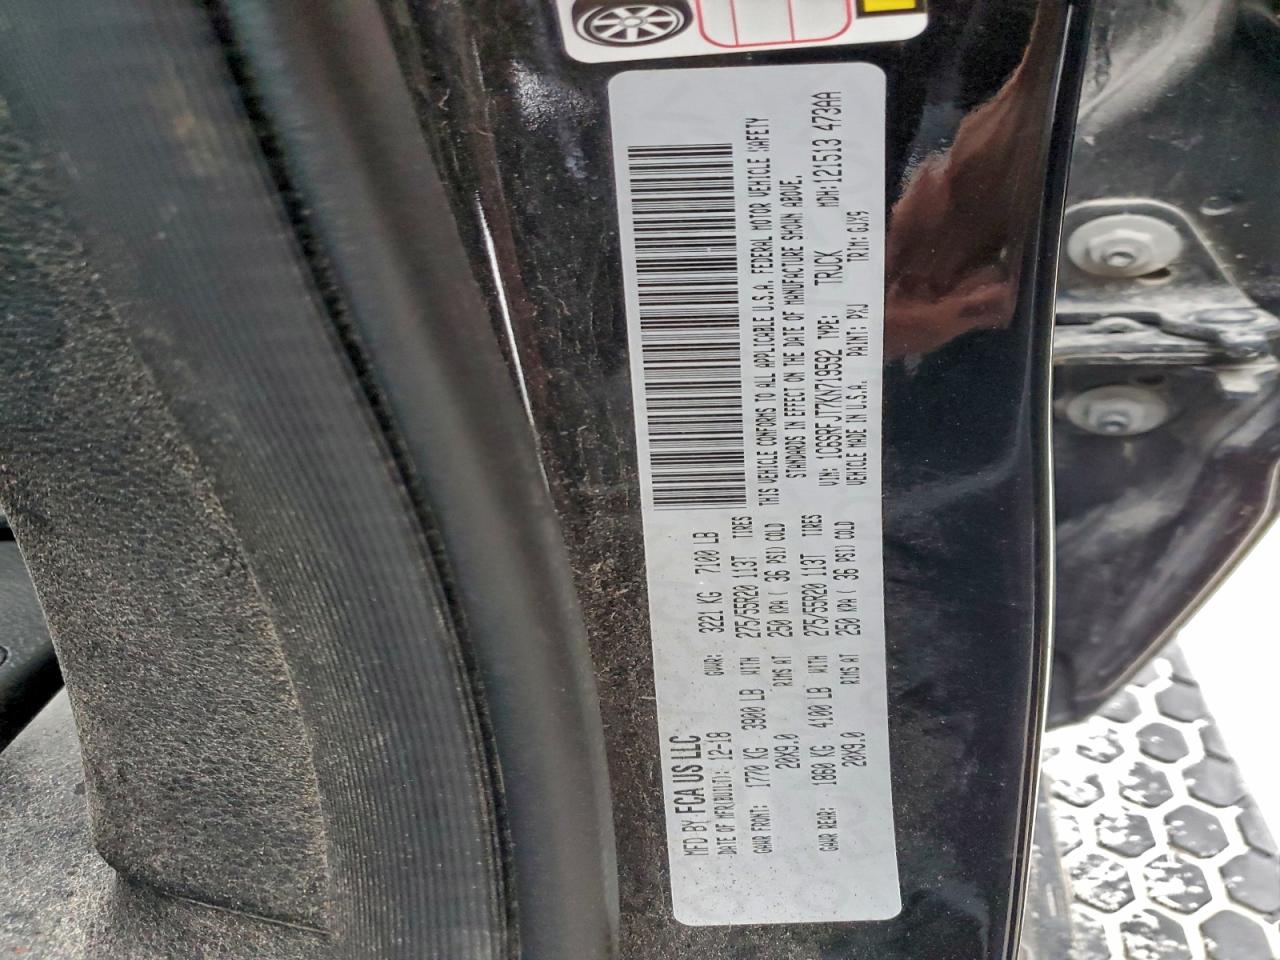 MFD BY FCA US LLC
DATE OF MFR(BUILT): 12-18 GVWR: 3221 KG 7100 LB
GAWR FRONT: 1770 KG 3900 LB WITH 275/55R20 113T TIRES
20X9.0 RIMS AT 250 KPA ( 36 PSI) COLD
GAWR REAR: 1860 KG 4100 LB WITH 275/55R20 113T TIRES
20X9.0 RIMS AT 250 KPA ( 36 PSI) COLD
THIS VEHICLE CONFORMS TO ALL APPLICABLE U.S.A. FEDERAL MOTOR VEHICLE SAFETY
STANDARDS IN EFFECT ON THE DATE OF MANUFACTURE SHOWN ABOVE.
VIN: 1C6SRFJT7KN719592 TYPE: TRUCK MDH: 121513 473AA
VEHICLE MADE IN U.S.A. PAINT: PXJ TRIM: GJX9